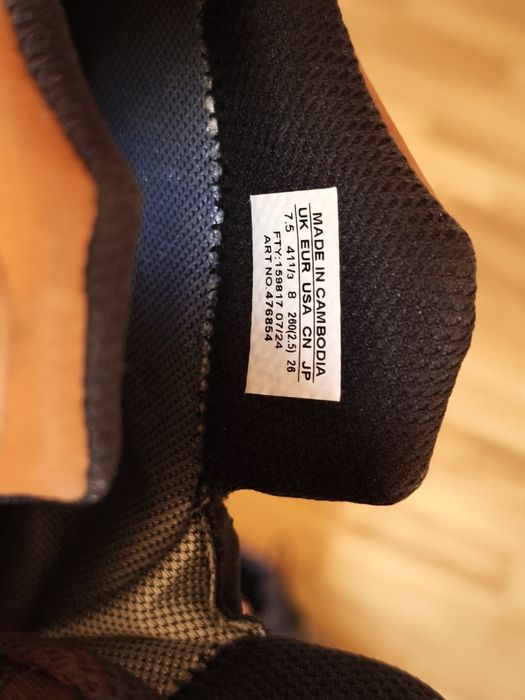 MADE IN CAMBODIA
UK EUR USA CN JP
7.5 41 1/3 8 260(2.5) 26
FTY:159817 07/24
ART NO.476854